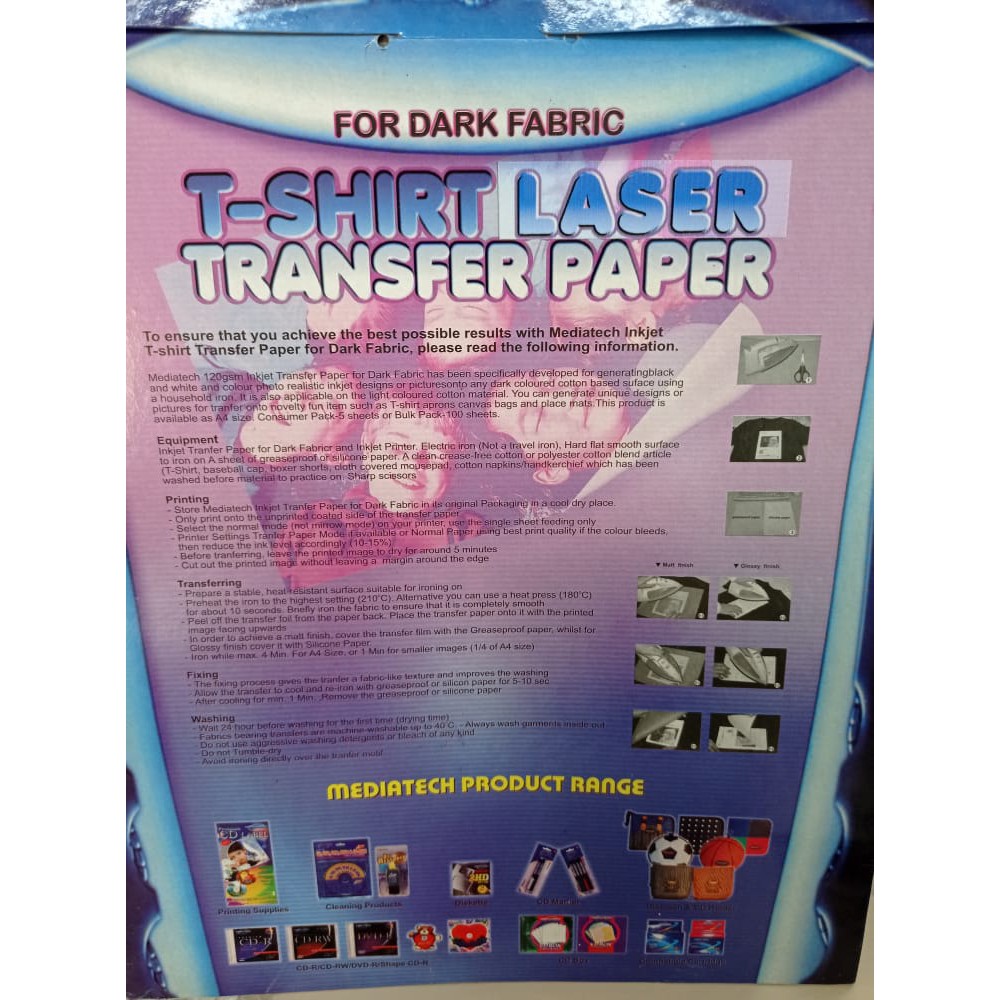 FOR DARK FABRIC
T-SHIRT LASER
TRANSFER PAPER
To ensure that you achieve the best possible results with Mediatech Inkjet
T-shirt Transfer Paper for Dark Fabric, please read the following information.
Mediatech 120gsm Inkjet Transfer Paper for Dark Fabric has been specifically developed for generatingblack
and white and colour photo realistic inkjet designs or picturesontp any dark coloured cotton based suface using
a household iron. It is also applicable on the light coloured cotton material. You can generate unique designs or
pictures for tranfer onto novelty fun item such as T-shirt aprons canvas bags and place mats.This product is
available as A4 size. Consumer Pack-5 sheets or Bulk Pack-100 sheets.
Equipment
Inkjet Tranfer Paper for Dark Fabricr and Inkjet Printer. Electric iron (Not a travel iron), Hard flat smooth surface
to iron on A sheel of greaseproof or silicone paper. A clean crease-free cotton or polyester cotton blend article
(T-Shirt, baseball cap, boxer shorts, cloth covered mousepad, cotton napkins/handkerchief which has been
washed before material to practice on. Sharp scissors
Printing
- Store Mediatech Inkjet Tranfer Paper for Dark Fabric in its original Packaging in a cool dry place.
- Only print onto the unprinted coated side of the transfer paper
- Select the normal mode (not mirrow mode) on your printer, use the single sheet feeding only
- Printer Settings Tranfer Paper Mode if available or Normal Paper using best print quality if the colour bleeds,
then reduce the ink level accordingly (10-15%)
- Before tranferring, leave the printed image to dry for around 5 minutes
- Cut out the printed image without leaving a margin around the edge
Matt finish
Glossy finish
Transferring
- Prepare a stable, heat-resistant surface suitable for ironing on
- Preheat the iron to the highest setting (210°C). Alternative you can use a heat press (180°C)
for about 10 seconds. Briefly iron the fabric to ensure that it is completely smooth
- Peel off the transfer foil from the paper back. Place the transfer paper onto it with the printed
image facing upwards
- In order to achieve a matt finish, cover the transfer film with the Greaseproof paper, whilst for
Glossy finish cover it with Silicone Paper.
- Iron while max. 4 Min. For A4 Size, or 1 Min for smaller images (1/4 of A4 size)
Fixing
- The fixing process gives the tranfer a fabric-like texture and improves the washing
- Allow the transfer to cool and re-iron with greaseproof or silicon paper for 5-10 sec
- After cooling for min. 1 Min. ,Remove the greaseproof or silicone paper
Washing
- Wait 24 hour before washing for the first time (drying time)
- Fabrics bearing transfers are machine-washable up to 40 C. - Always wash garments inside out
- Do not use aggressive washing detergents or bleach of any kind
- Do not Tumble-dry
- Avoid ironing directly over the tranfer motif
MEDIATECH PRODUCT RANGE
CD LABEL
Printing Supplies
Cleaning Products
Diskette
CD Marker
CD-R
CD-RW
DVD-R
CD-R/CD-RW/DVD-R/Shape CD-R
CD Box